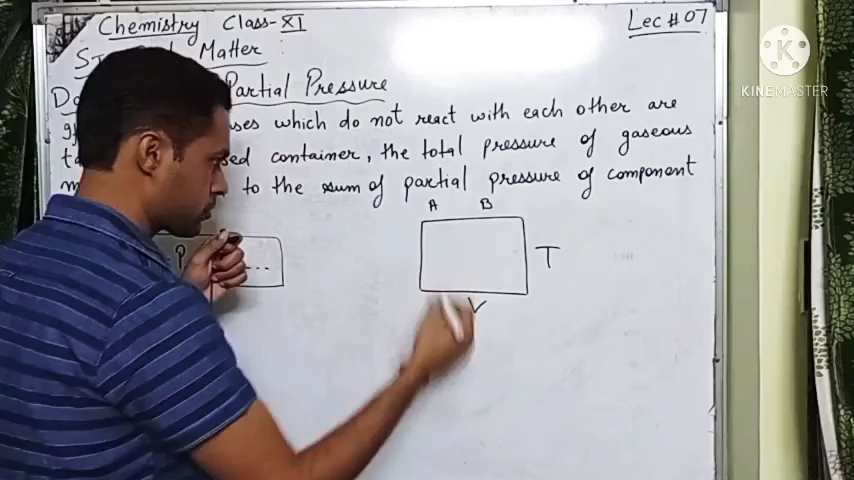 Chemistry Class-XI
Lec # 07
Matter
Partial Pressure
which do not react with each other are
container, the total pressure of gaseous
to the sum of partial pressure of component
A B
T
V
K
KINEMASTER